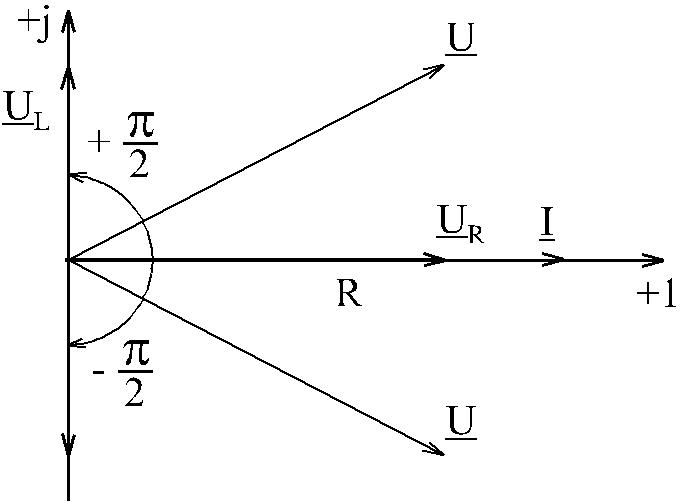 +j
U
U_L
+ π/2
U_R
I
R
+1
- π/2
U